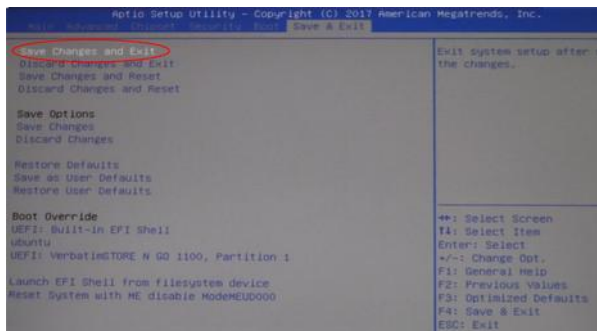 Aptio Setup Utility – Copyright (C) 2017 American Megatrends, Inc.
Main Advanced Chipset Security Boot Save & Exit
Save Changes and Exit
Discard Changes and Exit
Save Changes and Reset
Discard Changes and Reset
Save Options
Save Changes
Discard Changes
Restore Defaults
Save as User Defaults
Restore User Defaults
Boot Override
UEFI: Built-in EFI Shell
ubuntu
UEFI: VerbatimSTORE N GO 1100, Partition 1
Launch EFI Shell from filesystem device
Reset System with ME disable ModeMEUD000
Exit system setup after
the changes.
↔: Select Screen
↑↓: Select Item
Enter: Select
+/-: Change Opt.
F1: General Help
F2: Previous Values
F3: Optimized Defaults
F4: Save & Exit
ESC: Exit